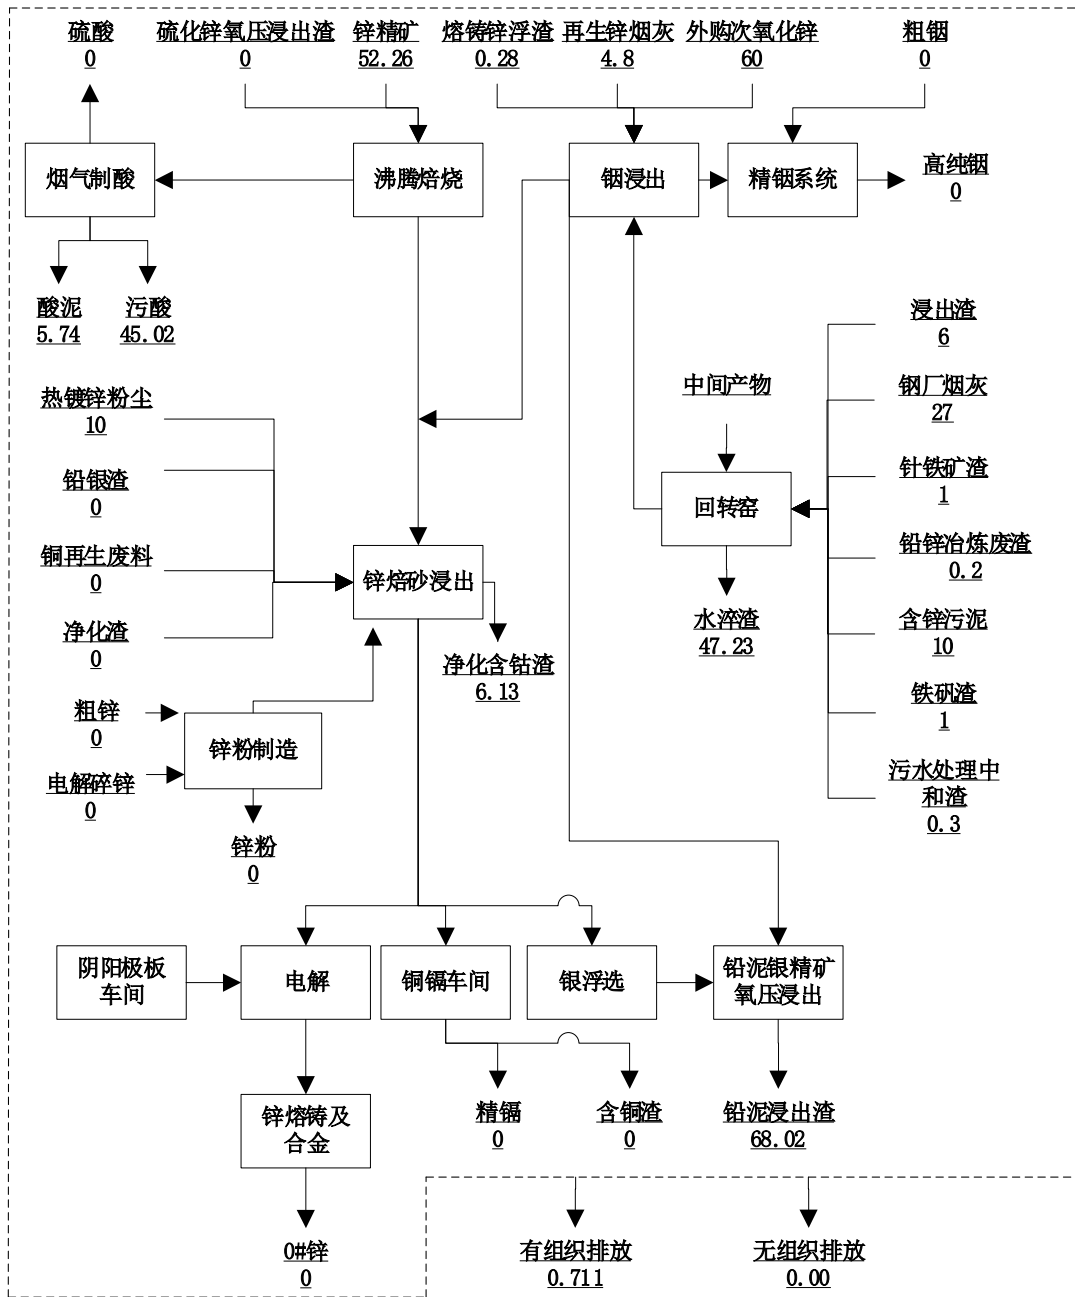 硫酸
0
硫化锌氧压浸出渣
0
锌精矿
52.26
熔铸锌浮渣
0.28
再生锌烟灰
4.8
外购次氧化锌
60
粗铟
0
烟气制酸
沸腾焙烧
铟浸出
精铟系统
高纯铟
0
酸泥
5.74
污酸
45.02
浸出渣
6
热镀锌粉尘
10
中间产物
钢厂烟灰
27
铅银渣
0
回转窑
针铁矿渣
1
铜再生废料
0
锌焙砂浸出
铅锌冶炼废渣
0.2
净化渣
0
净化含钴渣
6.13
水淬渣
47.23
含锌污泥
10
粗锌
0
锌粉制造
铁矾渣
1
电解碎锌
0
污水处理中
和渣
0.3
锌粉
0
阴阳极板
车间
电解
铜镉车间
银浮选
铅泥银精矿
氧压浸出
锌熔铸及
合金
精镉
0
含铜渣
0
铅泥浸出渣
68.02
0#锌
0
有组织排放
0.711
无组织排放
0.00